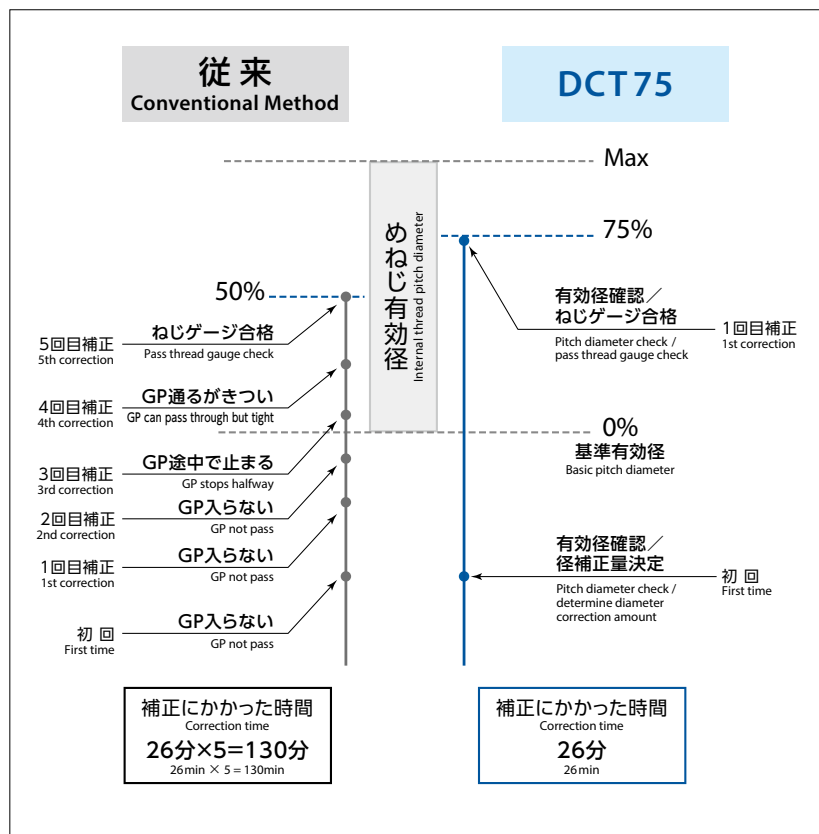 従来
Conventional Method
DCT75
Max
75%
めねじ有効径
Internal thread pitch diameter
50%
5回目補正
5th correction
ねじゲージ合格
Pass thread gauge check
4回目補正
4th correction
GP通るがきつい
GP can pass through but tight
3回目補正
3rd correction
GP途中で止まる
GP stops halfway
2回目補正
2nd correction
GP入らない
GP not pass
1回目補正
1st correction
GP入らない
GP not pass
初回
First time
GP入らない
GP not pass
有効径確認／
ねじゲージ合格
Pitch diameter check /
pass thread gauge check
1回目補正
1st correction
0%
基準有効径
Basic pitch diameter
有効径確認／
径補正量決定
Pitch diameter check /
determine diameter
correction amount
初回
First time
補正にかかった時間
Correction time
26分×5=130分
26min × 5 = 130min
補正にかかった時間
Correction time
26分
26min